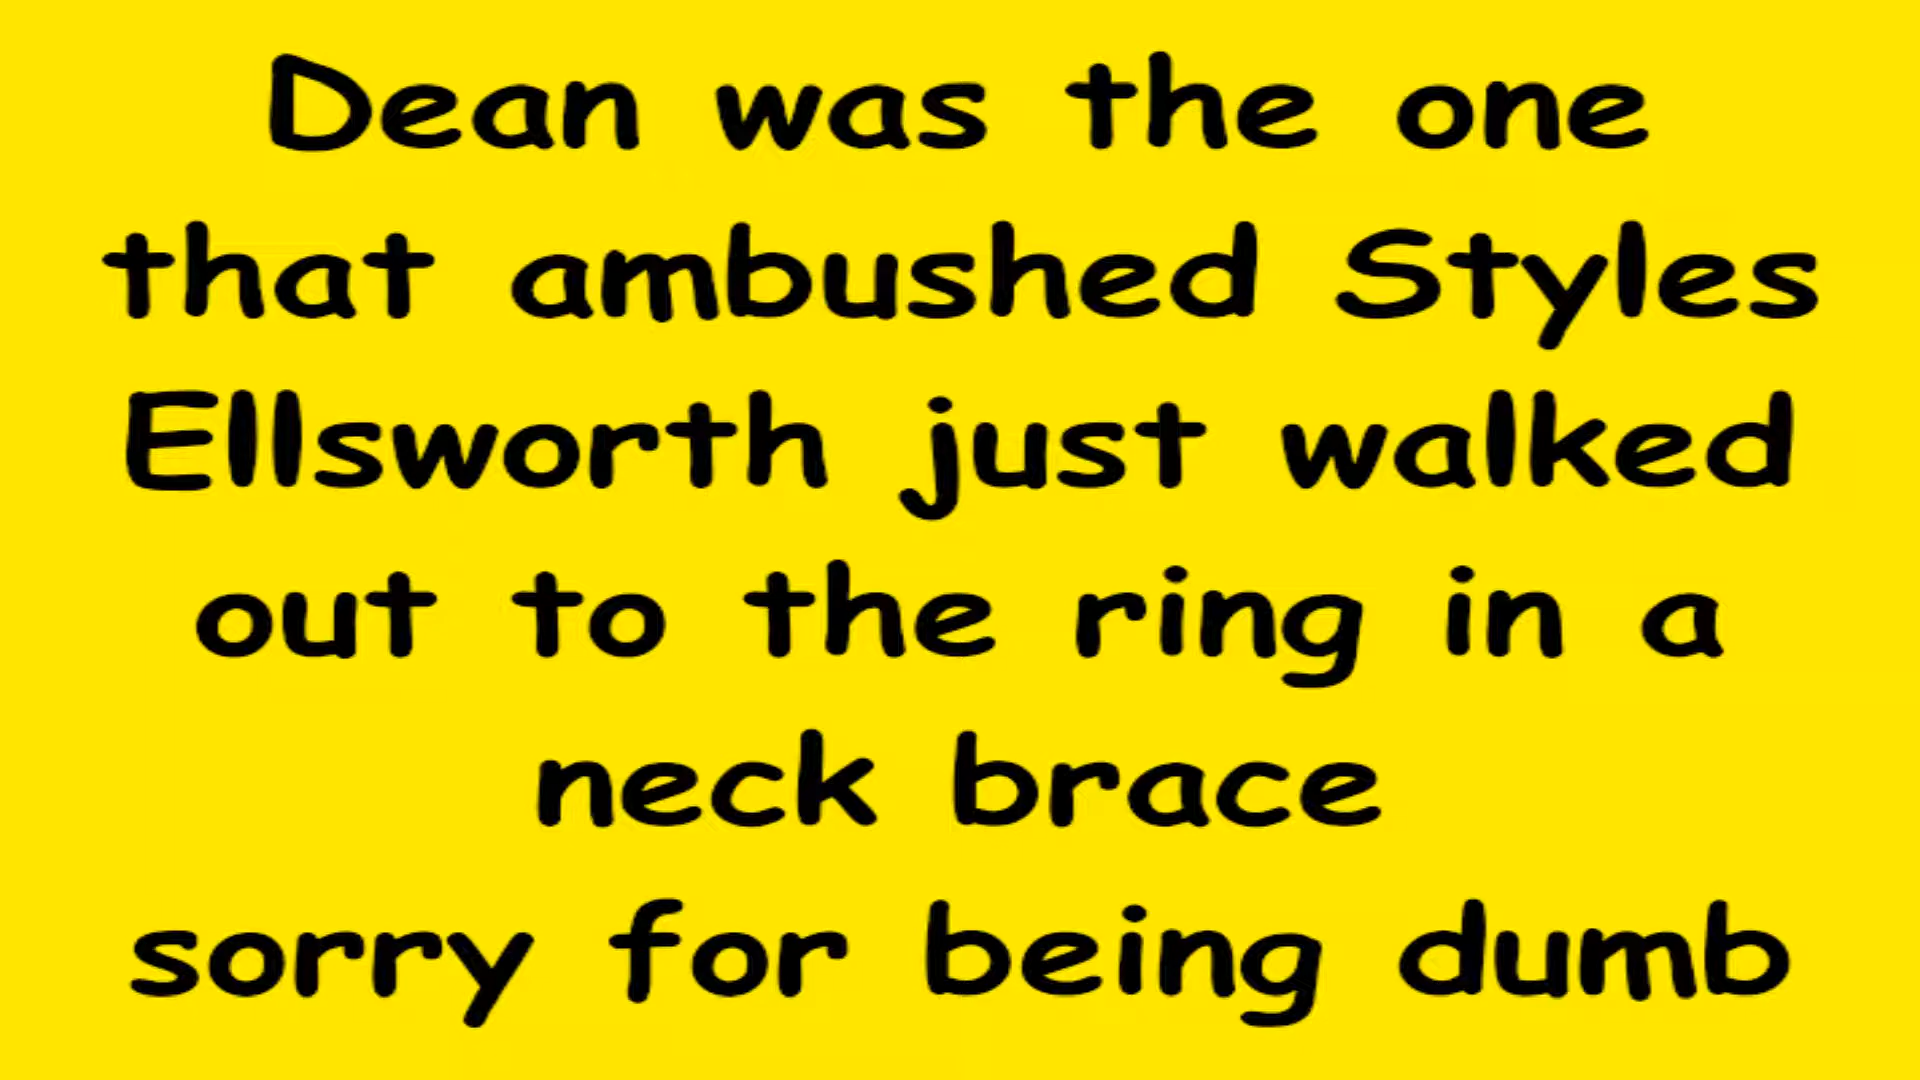 Dean was the one
that ambushed Styles
Ellsworth just walked
out to the ring in a
neck brace
sorry for being dumb